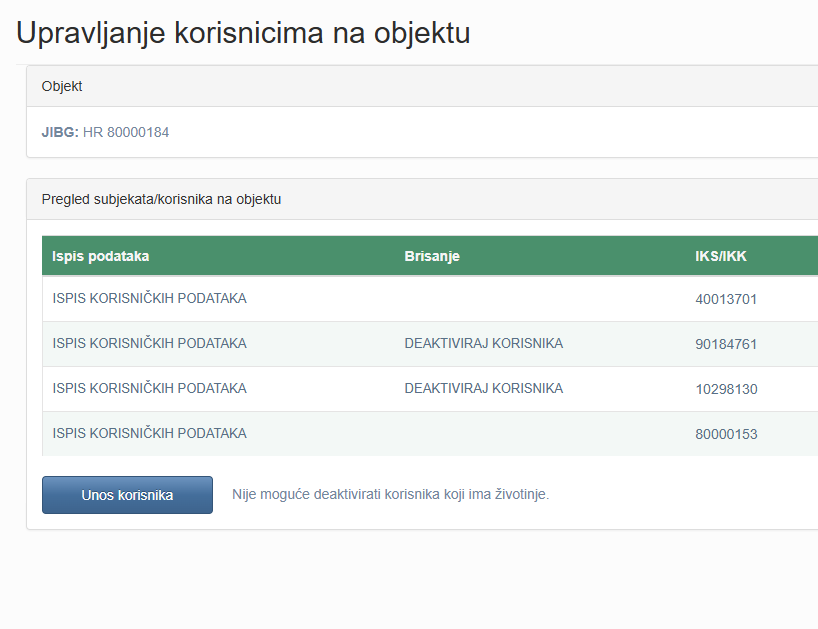 Upravljanje korisnicima na objektu
Objekt
JIBG: HR 80000184
Pregled subjekata/korisnika na objektu
Ispis podataka Brisanje IKS/IKK
ISPIS KORISNIČKIH PODATAKA 40013701
ISPIS KORISNIČKIH PODATAKA DEAKTIVIRAJ KORISNIKA 90184761
ISPIS KORISNIČKIH PODATAKA DEAKTIVIRAJ KORISNIKA 10298130
ISPIS KORISNIČKIH PODATAKA 80000153
Unos korisnika Nije moguće deaktivirati korisnika koji ima životinje.